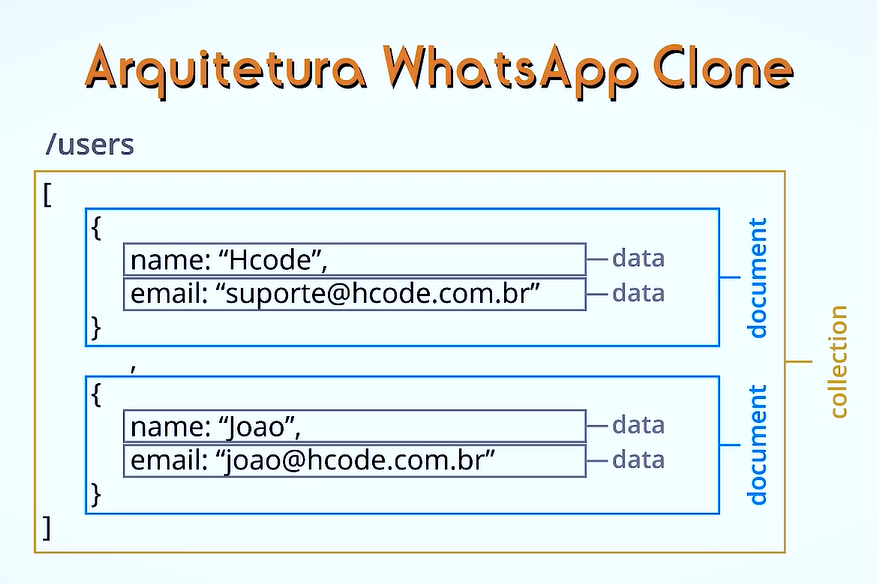 Arquitetura WhatsApp Clone
/users
[
{
name: “Hcode”,
data
email: “suporte@hcode.com.br”
data
}
document
,
{
name: “Joao”,
data
email: “joao@hcode.com.br”
data
}
document
]
collection